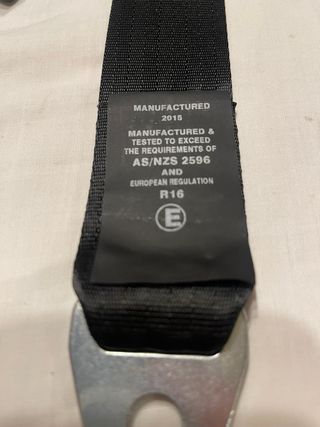 MANUFACTURED
2015
MANUFACTURED &
TESTED TO EXCEED
THE REQUIREMENTS OF
AS/NZS 2596
AND
EUROPEAN REGULATION
R16
E